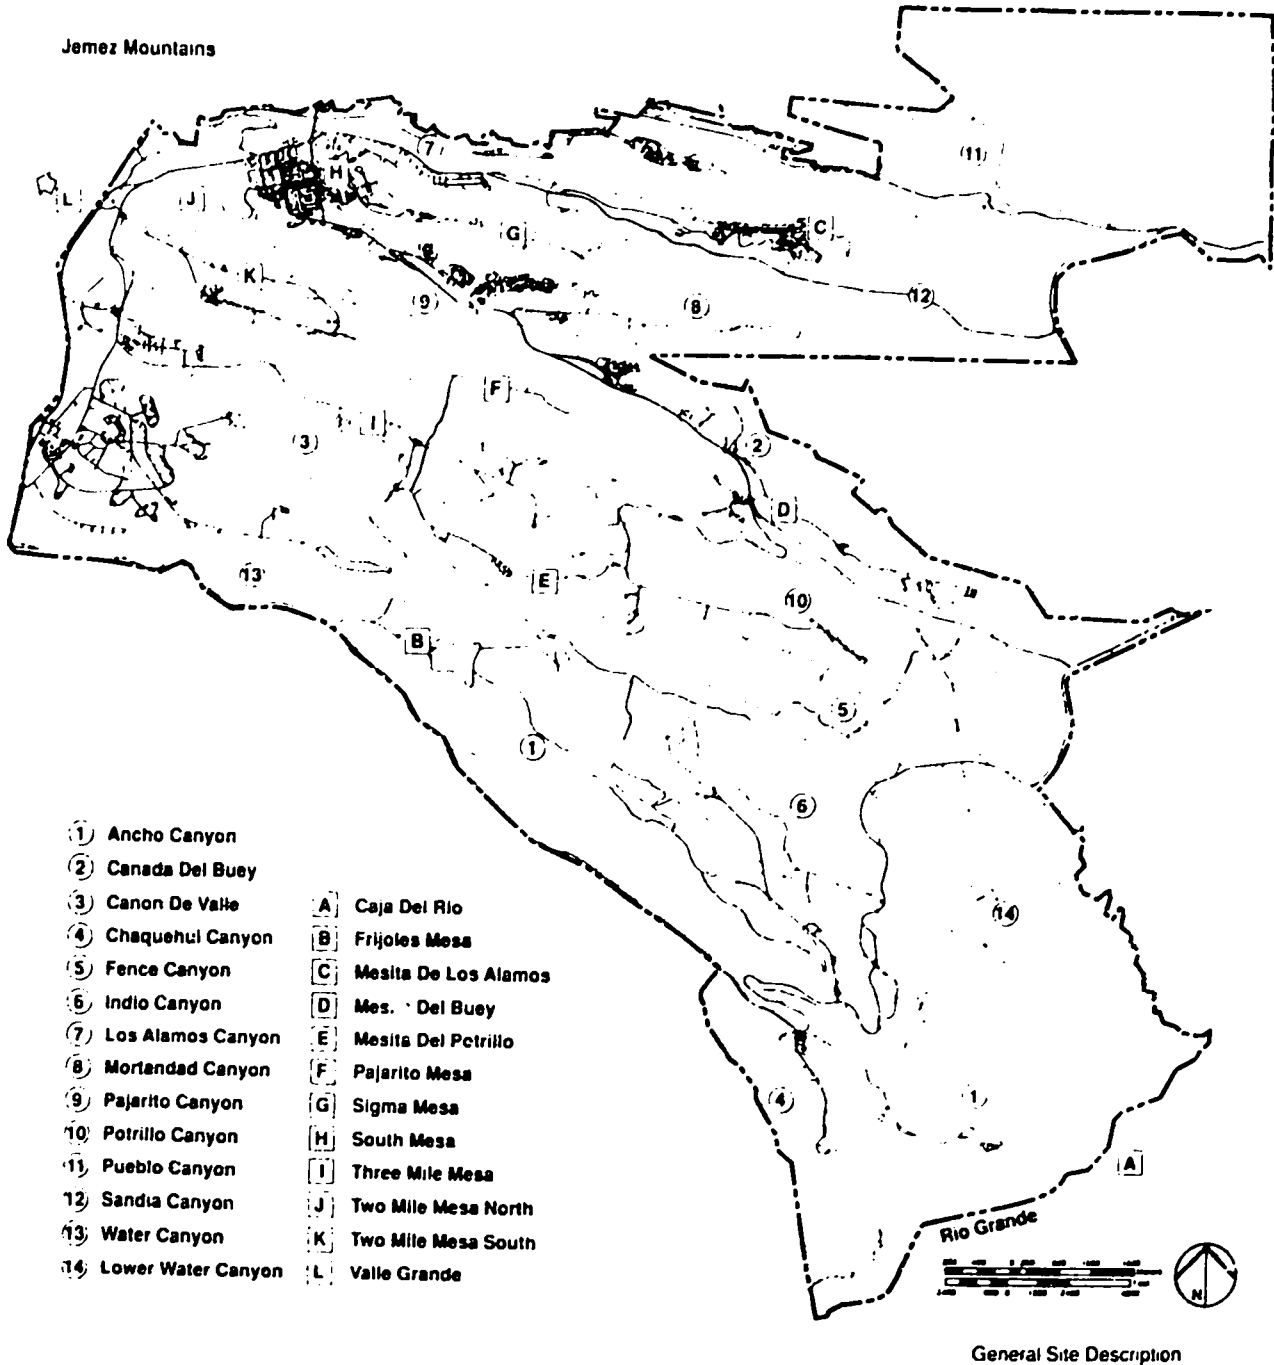 Jemez Mountains
7
11
H
L
J
C
G
K
12
9
8
F
I
3
2
D
13
E
10
B
5
1
6
14
4
1
A
1 Ancho Canyon
2 Canada Del Buey
3 Canon De Valle
4 Chaquehui Canyon
5 Fence Canyon
6 Indio Canyon
7 Los Alamos Canyon
8 Mortandad Canyon
9 Pajarito Canyon
10 Potrillo Canyon
11 Pueblo Canyon
12 Sandia Canyon
13 Water Canyon
14 Lower Water Canyon
A Caja Del Rio
B Frijoles Mesa
C Mesita De Los Alamos
D Mes. Del Buey
E Mesita Del Potrillo
F Pajarito Mesa
G Sigma Mesa
H South Mesa
I Three Mile Mesa
J Two Mile Mesa North
K Two Mile Mesa South
L Valle Grande
Rio Grande
N
General Site Description